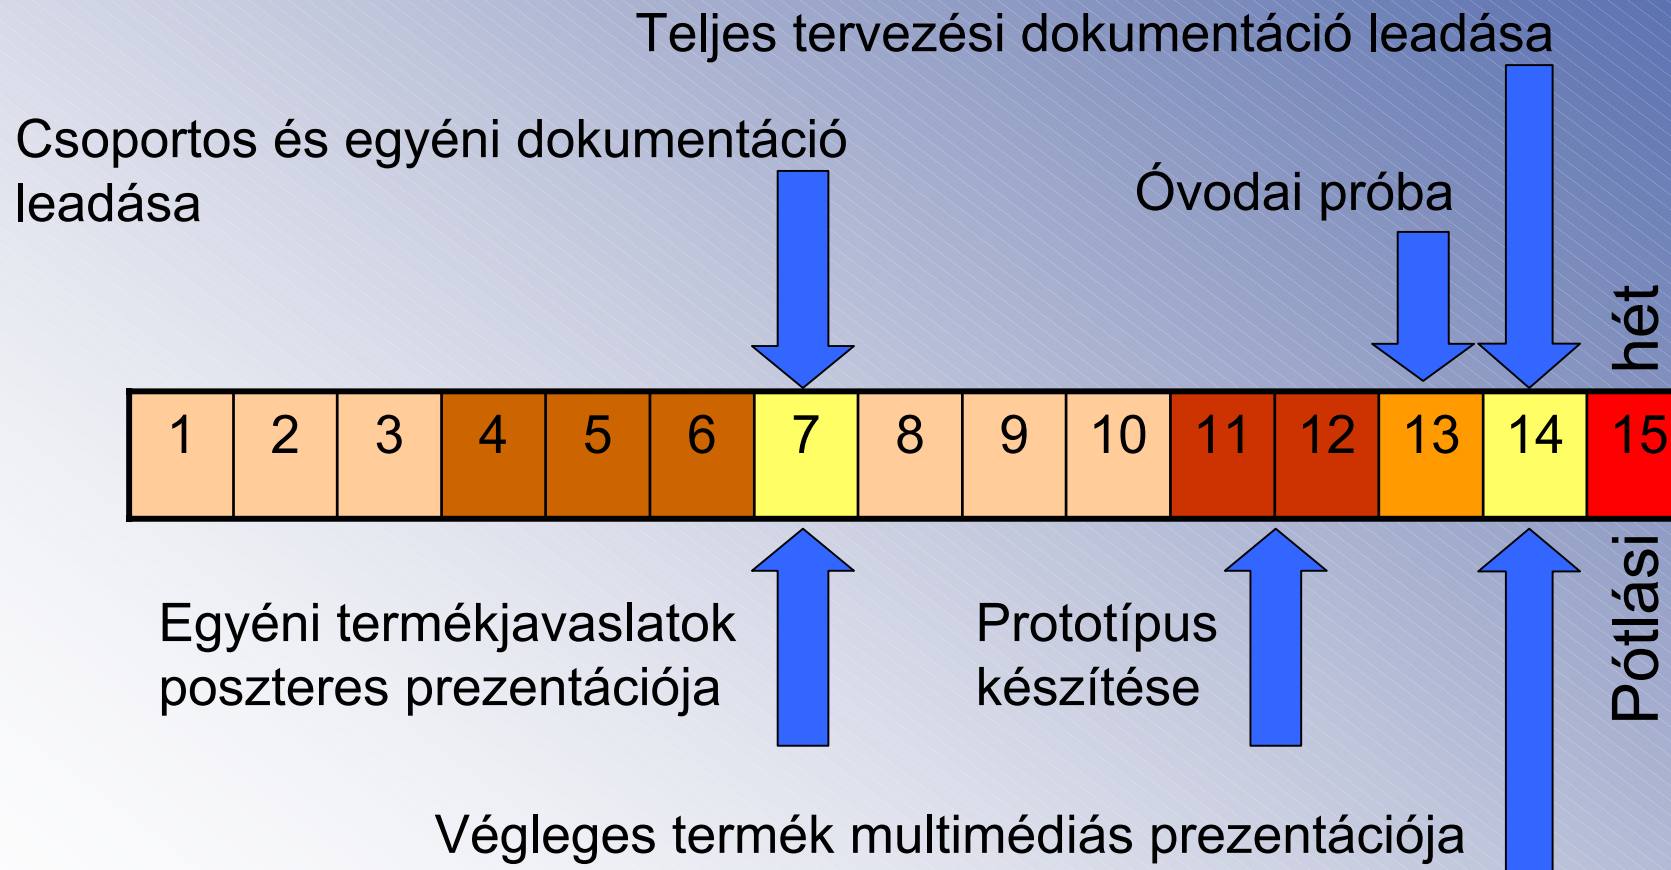 Teljes tervezési dokumentáció leadása
Csoportos és egyéni dokumentáció
leadása
Óvodai próba
1 2 3 4 5 6 7 8 9 10 11 12 13 14 15
Pótlási hét
Egyéni termékjavaslatok
poszteres prezentációja
Prototípus
készítése
Végleges termék multimédiás prezentációja